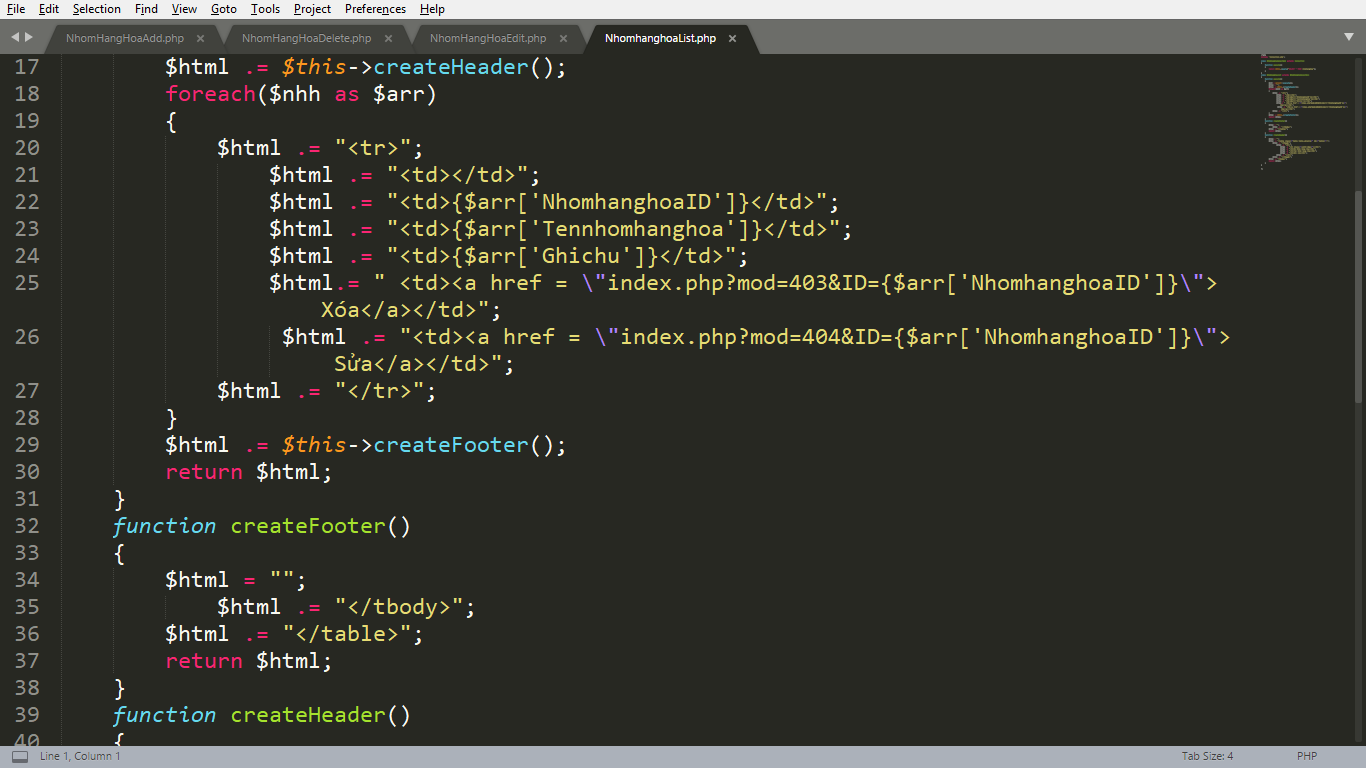 File Edit Selection Find View Goto Tools Project Preferences Help
NhomHangHoaAdd.php × NhomHangHoaDelete.php × NhomHangHoaEdit.php × NhomhanghoaList.php ×
17 $html .= $this->createHeader();
18 foreach($nhh as $arr)
19 {
20 $html .= "<tr>";
21 $html .= "<td></td>";
22 $html .= "<td>{$arr['NhomhanghoaID']}</td>";
23 $html .= "<td>{$arr['Tennhomhanghoa']}</td>";
24 $html .= "<td>{$arr['Ghichu']}</td>";
25 $html.= " <td><a href = \"index.php?mod=403&ID={$arr['NhomhanghoaID']}\">
Xóa</a></td>";
26 $html .= "<td><a href = \"index.php?mod=404&ID={$arr['NhomhanghoaID']}\">
Sửa</a></td>";
27 $html .= "</tr>";
28 }
29 $html .= $this->createFooter();
30 return $html;
31 }
32 function createFooter()
33 {
34 $html = "";
35 $html .= "</tbody>";
36 $html .= "</table>";
37 return $html;
38 }
39 function createHeader()
40 {
Line 1, Column 1 Tab Size: 4 PHP